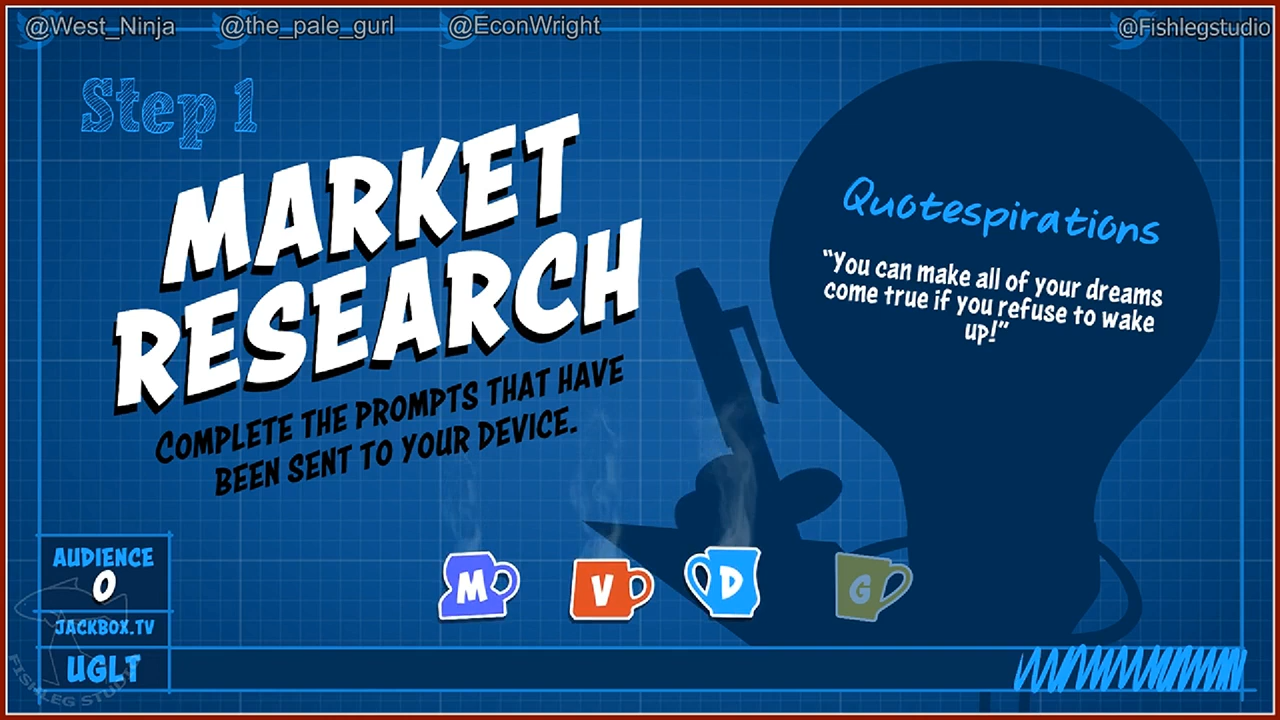 @West_Ninja @the_pale_gurl @EconWright @Fishlegstudio
Step 1
MARKET
RESEARCH
COMPLETE THE PROMPTS THAT HAVE
BEEN SENT TO YOUR DEVICE.
Quotespirations
"You can make all of your dreams
come true if you refuse to wake
up!"
M V D G
AUDIENCE
0
JACKBOX.TV
UGLT
FISHLEG STUDIO